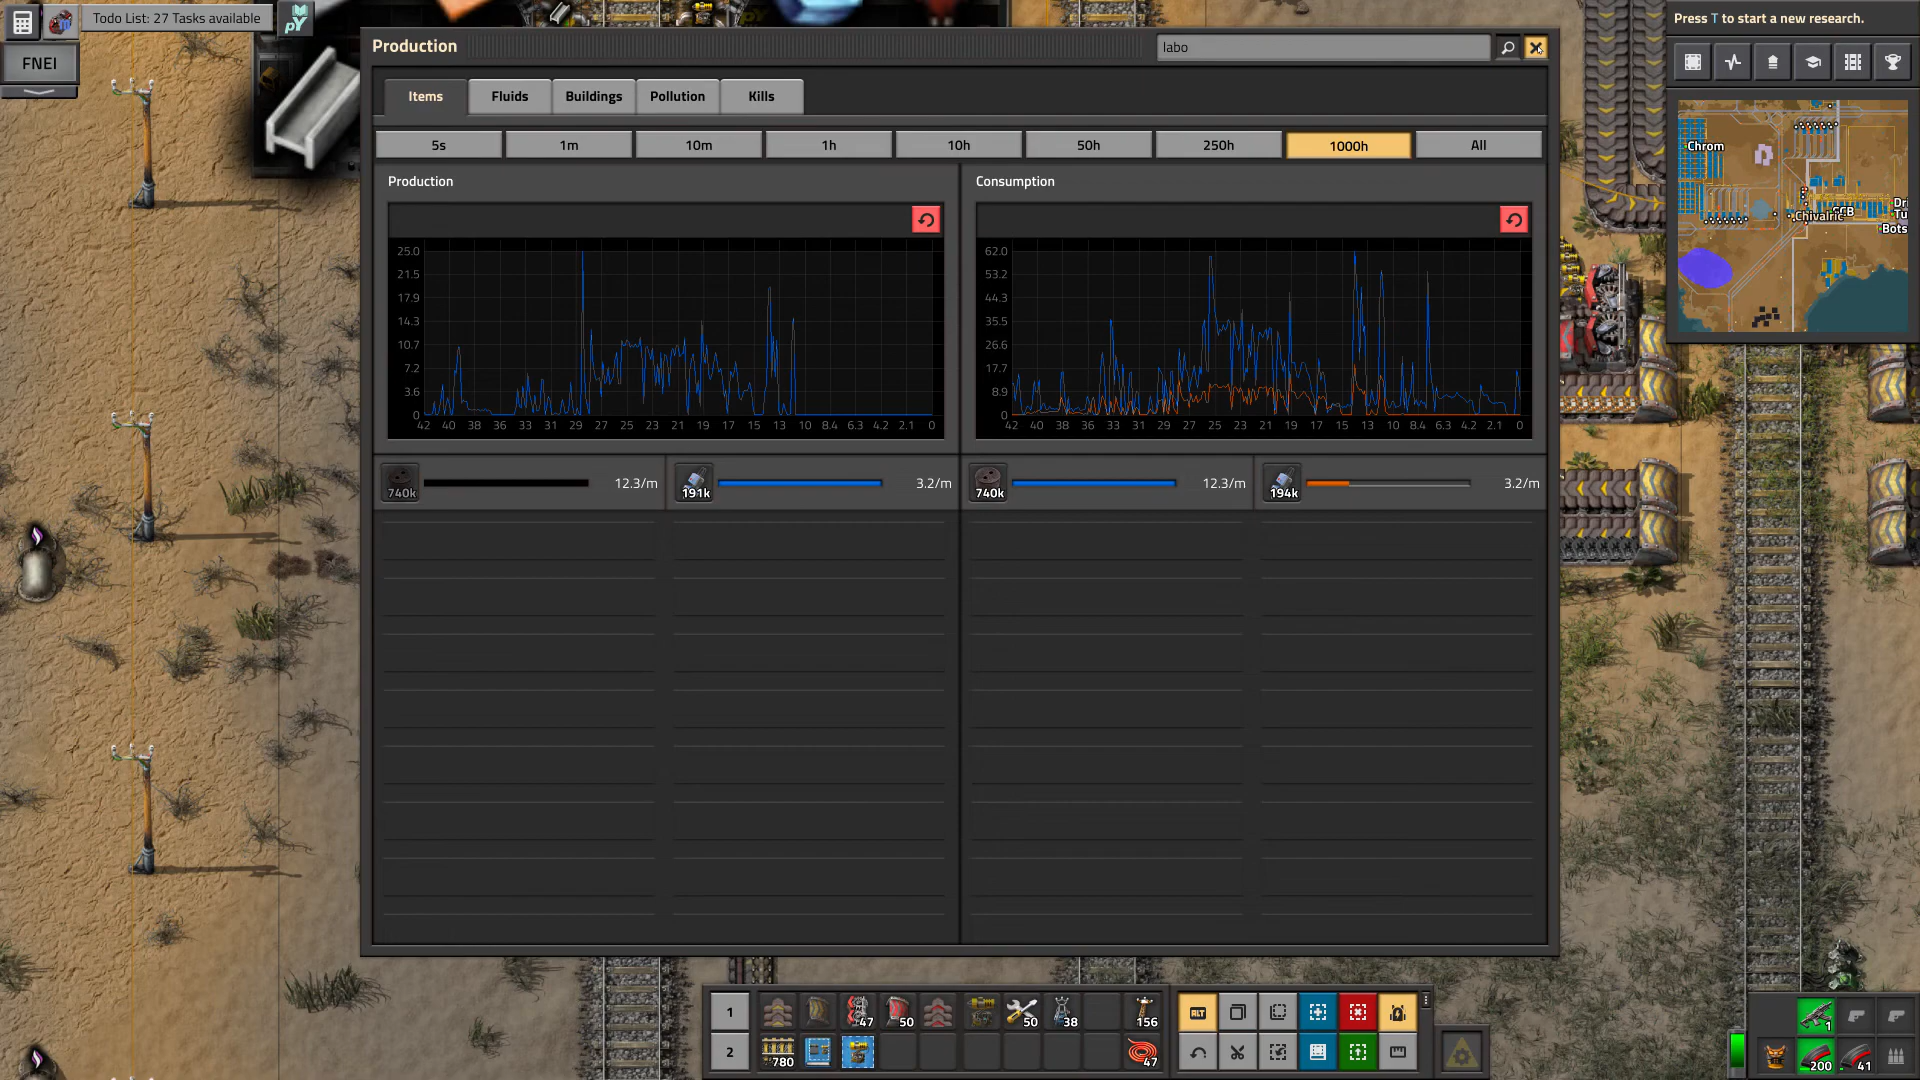 Todo List: 27 Tasks available
pY
FNEI
Production
labo
Items
Fluids
Buildings
Pollution
Kills
5s
1m
10m
1h
10h
50h
250h
1000h
All
Production
25.0
21.5
17.9
14.3
10.7
7.2
3.6
0
42 40 38 36 33 31 29 27 25 23 21 19 17 15 13 10 8.4 6.3 4.2 2.1 0
Consumption
62.0
53.2
44.3
35.5
26.6
17.7
8.9
0
42 40 38 36 33 31 29 27 25 23 21 19 17 15 13 10 8.4 6.3 4.2 2.1 0
740k
12.3/m
191k
3.2/m
740k
12.3/m
194k
3.2/m
Press T to start a new research.
Chrom
Chivalric
Bots
1
47
50
50
38
156
ALT
2
780
47
1
200
41